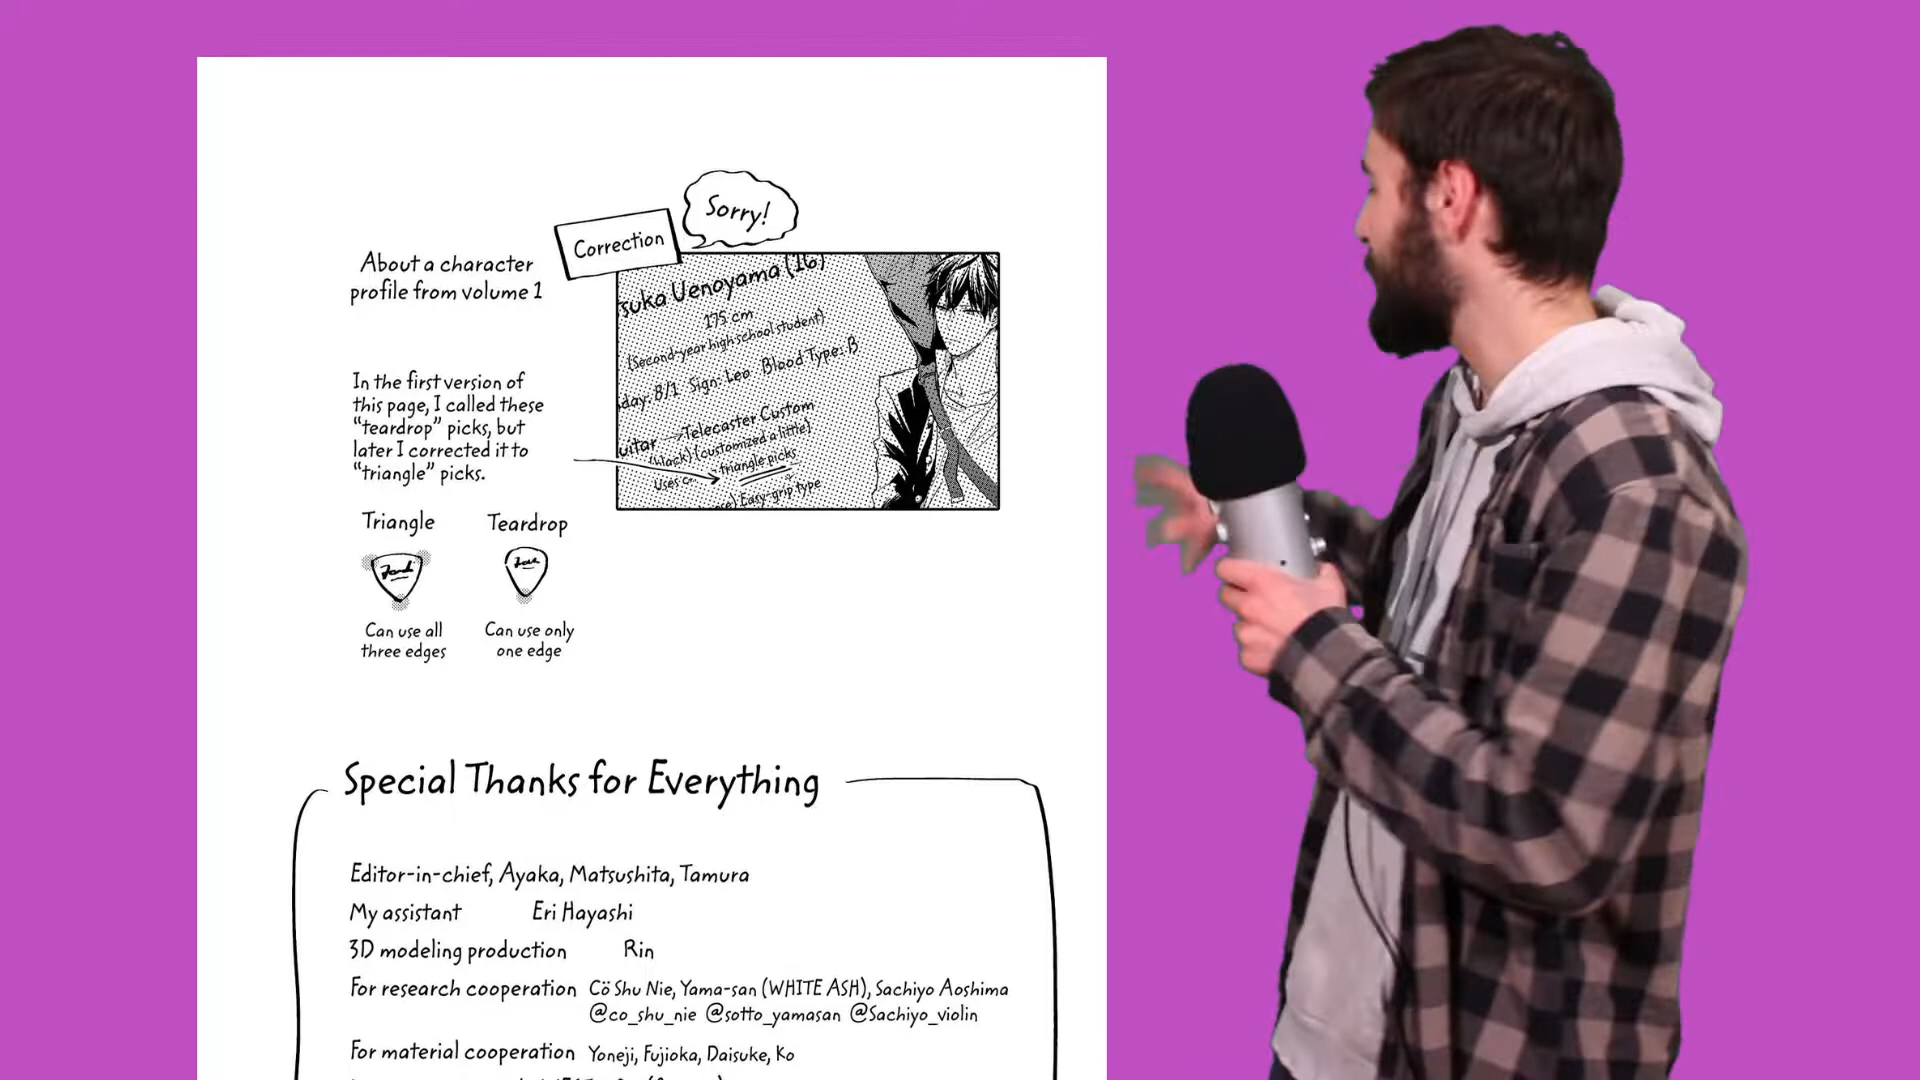 Sorry!
Correction
About a character
profile from volume 1
suka Uenoyama (16)
175 cm
(Second-year high school student)
day: 8/1 Sign: Leo Blood Type: B
uitar → Telecaster Custom
(black) (customized a little)
Uses triangle picks
Easy-grip type
In the first version of
this page, I called these
"teardrop" picks, but
later I corrected it to
"triangle" picks.
Triangle Teardrop
Can use all
three edges
Can use only
one edge
Special Thanks for Everything
Editor-in-chief, Ayaka, Matsushita, Tamura
My assistant Eri Hayashi
3D modeling production Rin
For research cooperation Cö Shu Nie, Yama-san (WHITE ASH), Sachiyo Aoshima
@co_shu_nie @sotto_yamasan @Sachiyo_violin
For material cooperation Yoneji, Fujioka, Daisuke, Ko